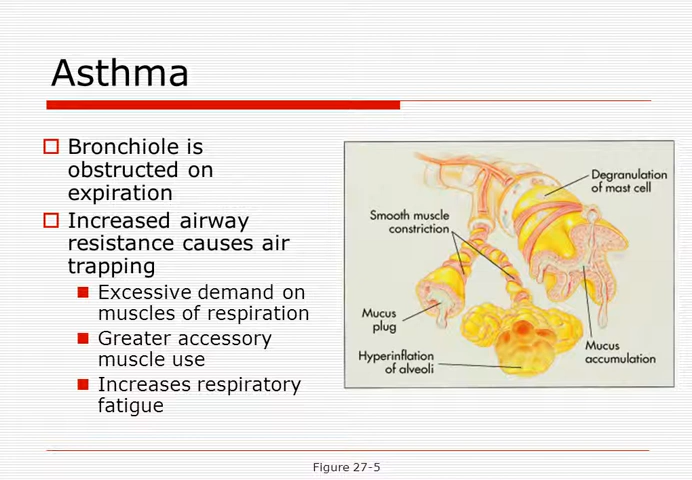 Asthma
Bronchiole is
obstructed on
expiration
Increased airway
resistance causes air
trapping
Excessive demand on
muscles of respiration
Greater accessory
muscle use
Increases respiratory
fatigue
Degranulation
of mast cell
Smooth muscle
constriction
Mucus
plug
Hyperinflation
of alveoli
Mucus
accumulation
Figure 27-5